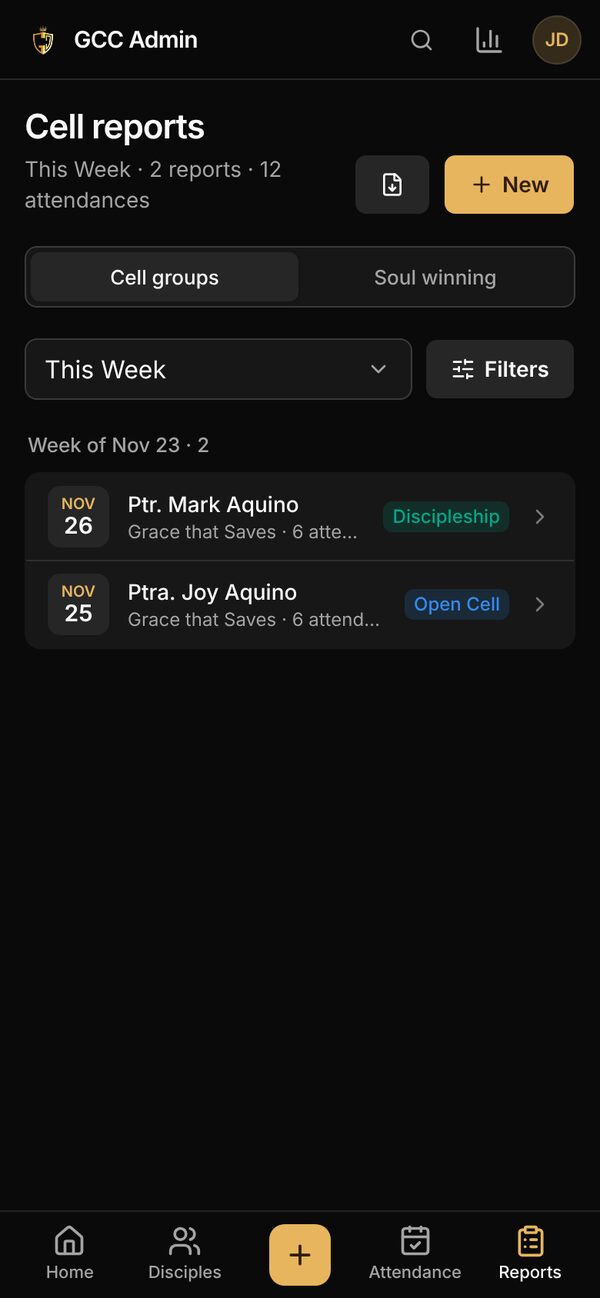 GCC Admin
JD
Cell reports
This Week · 2 reports · 12
attendances
New
Cell groups
Soul winning
This Week
Filters
Week of Nov 23 · 2
NOV
26
Ptr. Mark Aquino
Grace that Saves · 6 atte...
Discipleship
NOV
25
Ptra. Joy Aquino
Grace that Saves · 6 attend...
Open Cell
Home
Disciples
Attendance
Reports